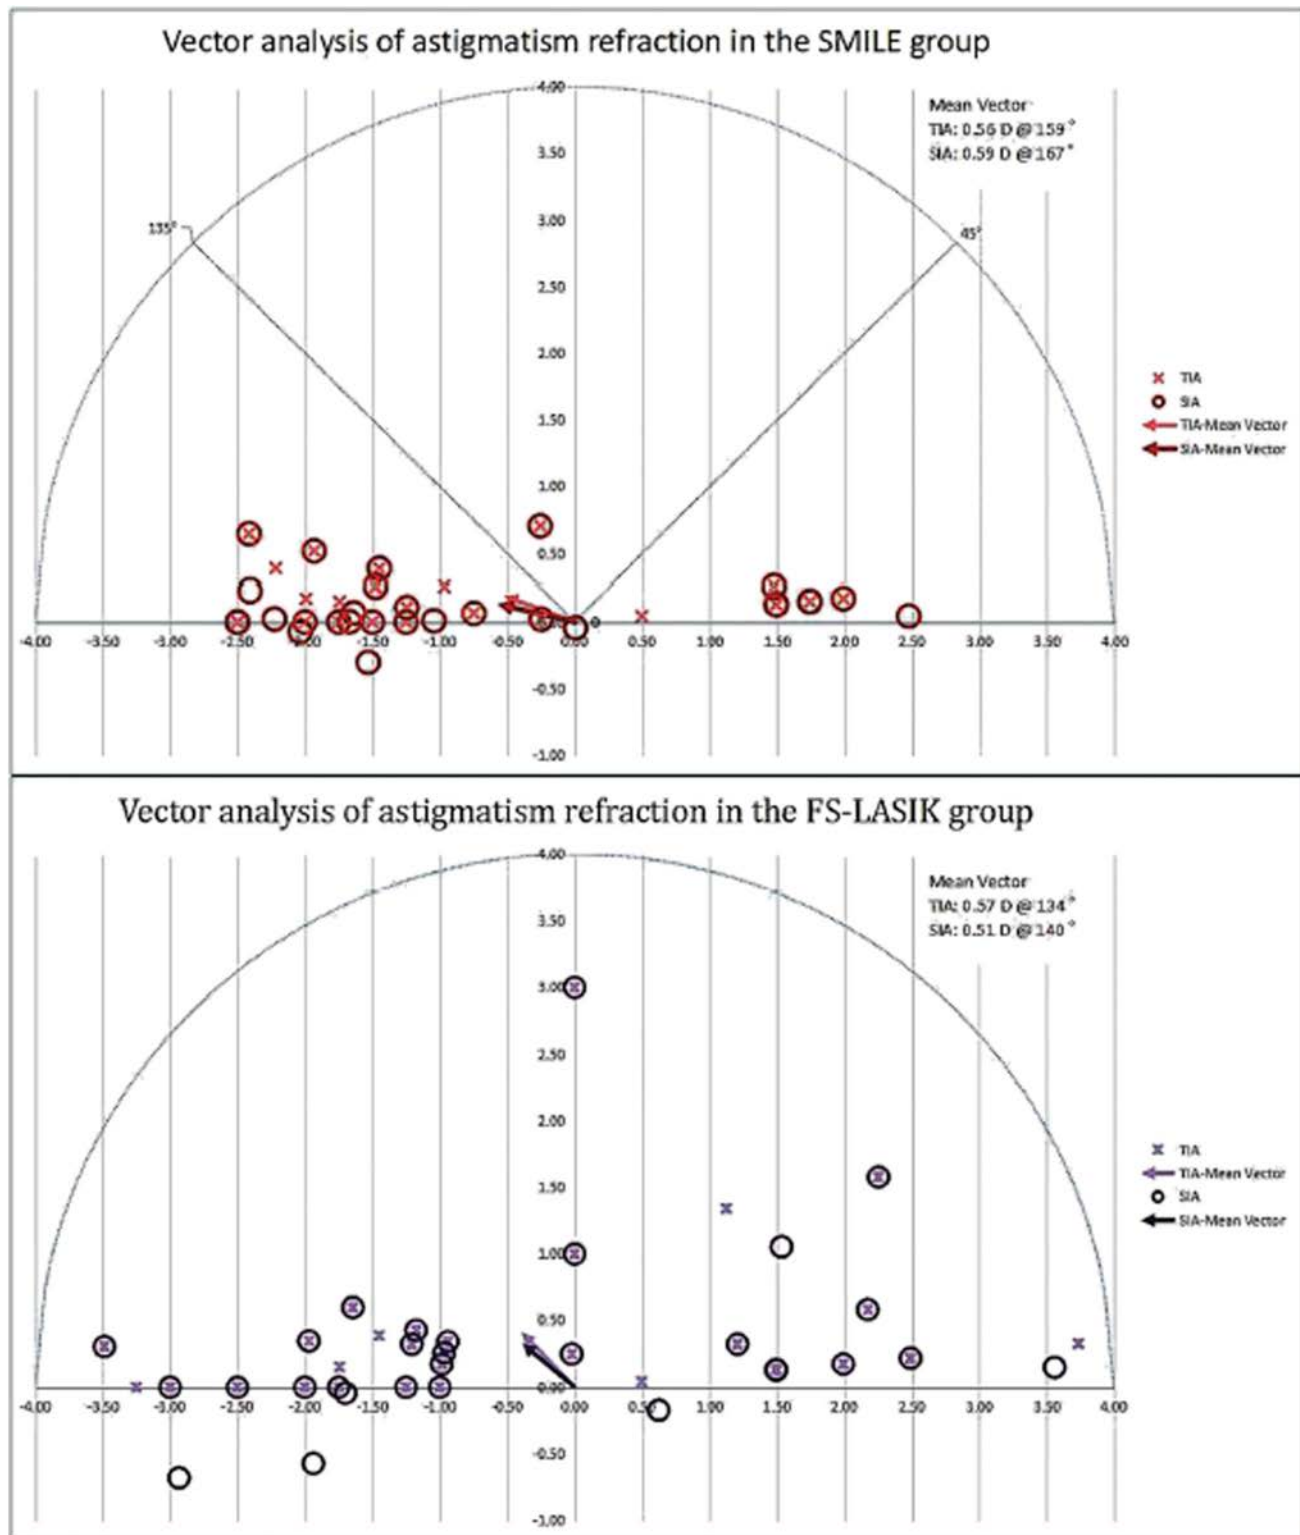 Vector analysis of astigmatism refraction in the SMILE group
4.00
Mean Vector
TIA: 0.56 D @ 159°
SIA: 0.59 D @ 167°
3.50
3.00
135°
45°
2.50
2.00
TIA
1.50
SIA
TIA-Mean Vector
SIA-Mean Vector
1.00
0.50
0
-4.00 -3.50 -3.00 -2.50 -2.00 -1.50 -1.00 -0.50 0.00 0.50 1.00 1.50 2.00 2.50 3.00 3.50 4.00
-0.50
-1.00
Vector analysis of astigmatism refraction in the FS-LASIK group
4.00
Mean Vector
TIA: 0.57 D @ 134°
SIA: 0.51 D @ 140°
3.50
3.00
2.50
2.00
TIA
TIA-Mean Vector
1.50
SIA
SIA-Mean Vector
1.00
0.50
0.00
-4.00 -3.50 -3.00 -2.50 -2.00 -1.50 -1.00 -0.50 0.00 0.50 1.00 1.50 2.00 2.50 3.00 3.50 4.00
-0.50
-1.00